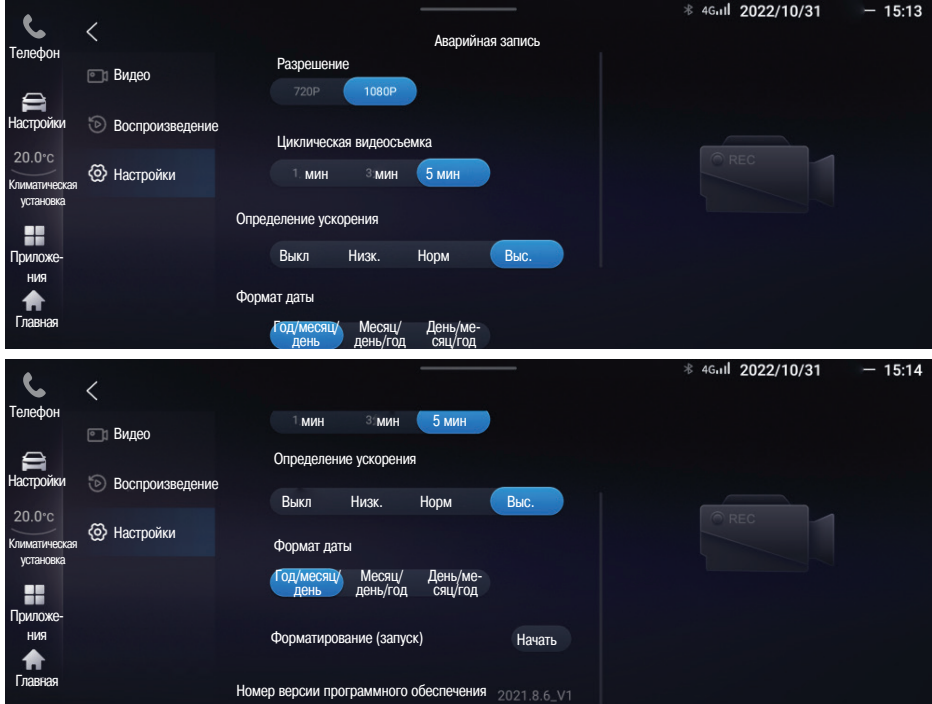 4G 2022/10/31 — 15:13
Телефон
Аварийная запись
Разрешение
Видео
720P 1080P
Настройки
Воспроизведение
Циклическая видеосъемка
20.0°C
Настройки
1 мин 3 мин 5 мин
REC
Климатическая
установка
Определение ускорения
Приложе-
ния
Выкл Низк. Норм Выс.
Формат даты
Главная
Год/месяц/
день
Месяц/
день/год
День/ме-
сяц/год
4G 2022/10/31 — 15:14
Телефон
1 мин 3 мин 5 мин
Видео
Определение ускорения
Настройки
Воспроизведение
Выкл Низк. Норм Выс.
20.0°C
Настройки
REC
Климатическая
установка
Формат даты
Год/месяц/
день
Месяц/
день/год
День/ме-
сяц/год
Приложе-
ния
Форматирование (запуск) Начать
Главная
Номер версии программного обеспечения 2021.8.6_V1